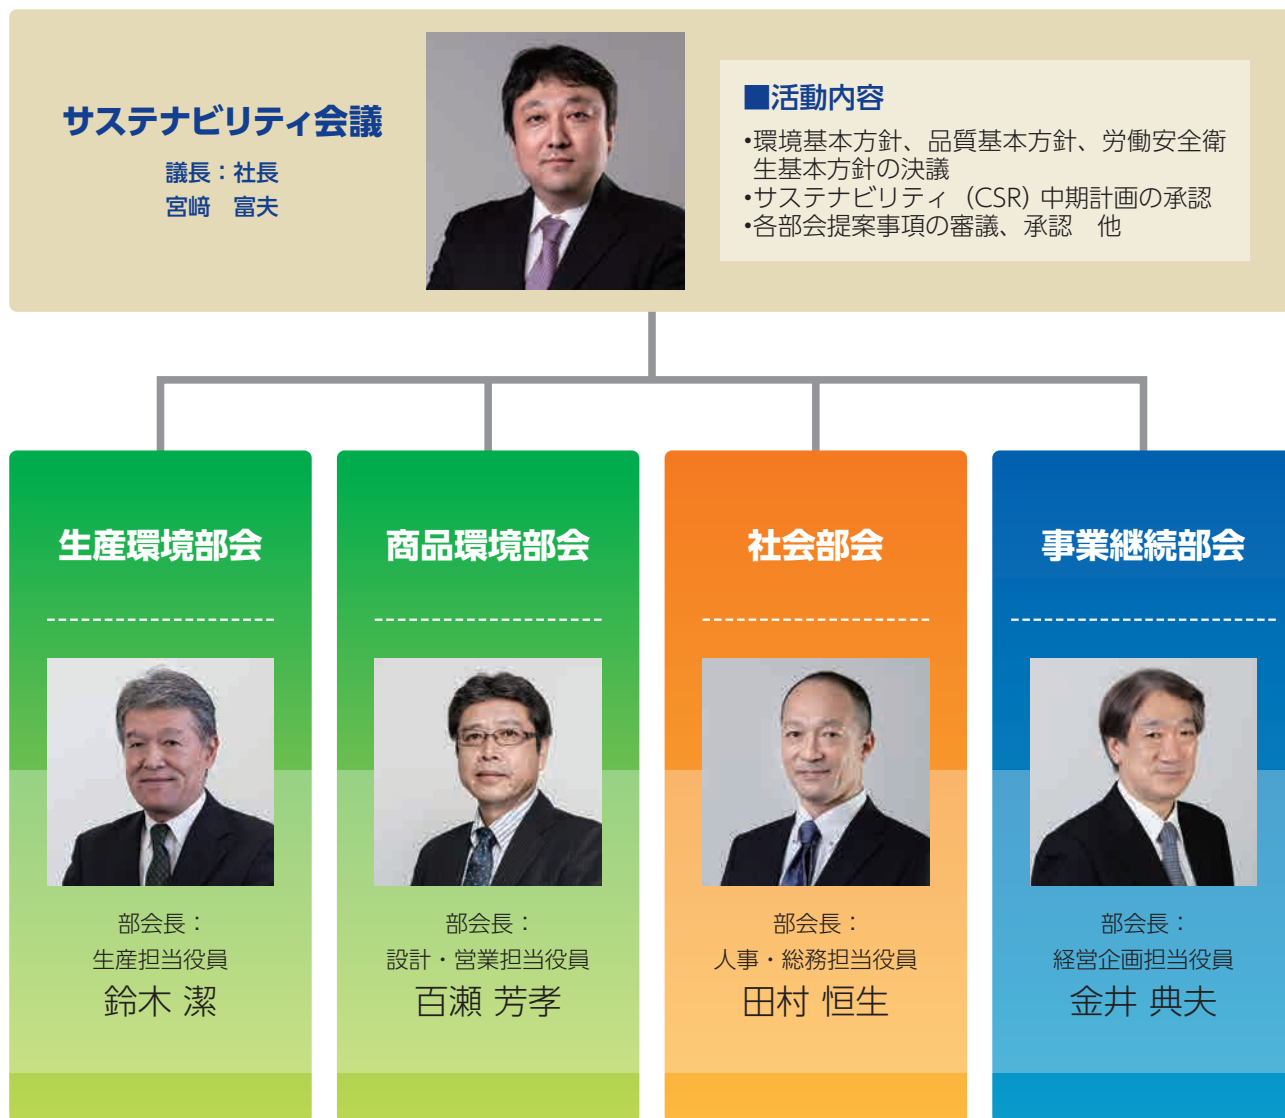 サステナビリティ会議
議長：社長
宮﨑　富夫
■活動内容
•環境基本方針、品質基本方針、労働安全衛
生基本方針の決議
•サステナビリティ (CSR) 中期計画の承認
•各部会提案事項の審議、承認　他
生産環境部会
部会長：
生産担当役員
鈴木 潔
商品環境部会
部会長：
設計・営業担当役員
百瀬 芳孝
社会部会
部会長：
人事・総務担当役員
田村 恒生
事業継続部会
部会長：
経営企画担当役員
金井 典夫